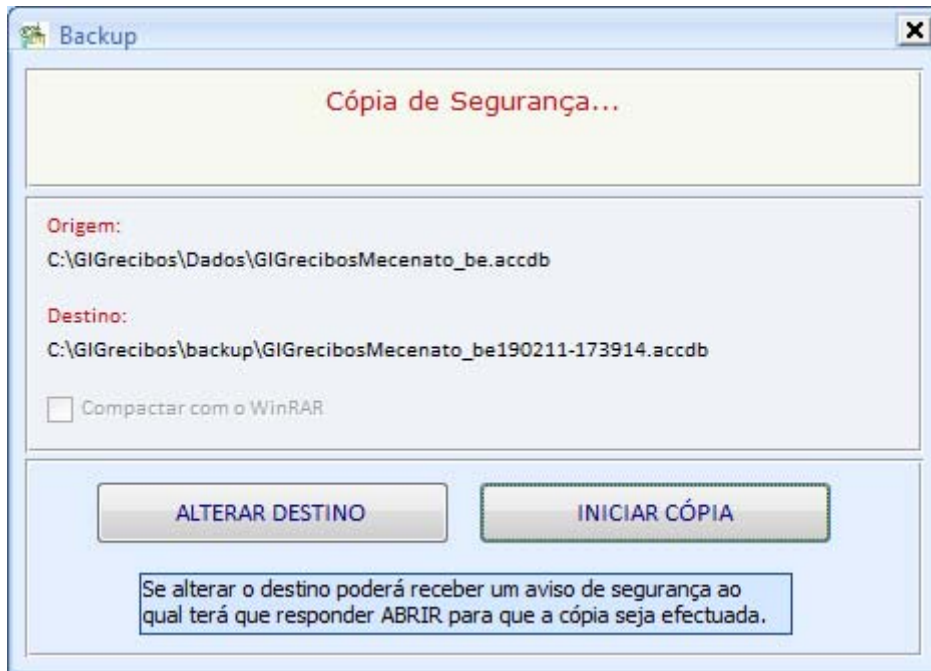 Backup
Cópia de Segurança...
Origem:
C:\GIGrecibos\Dados\GIGrecibosMecenato_be.accdb
Destino:
C:\GIGrecibos\backup\GIGrecibosMecenato_be190211-173914.accdb
Compactar com o WinRAR
ALTERAR DESTINO
INICIAR CÓPIA
Se alterar o destino poderá receber um aviso de segurança ao
qual terá que responder ABRIR para que a cópia seja efectuada.